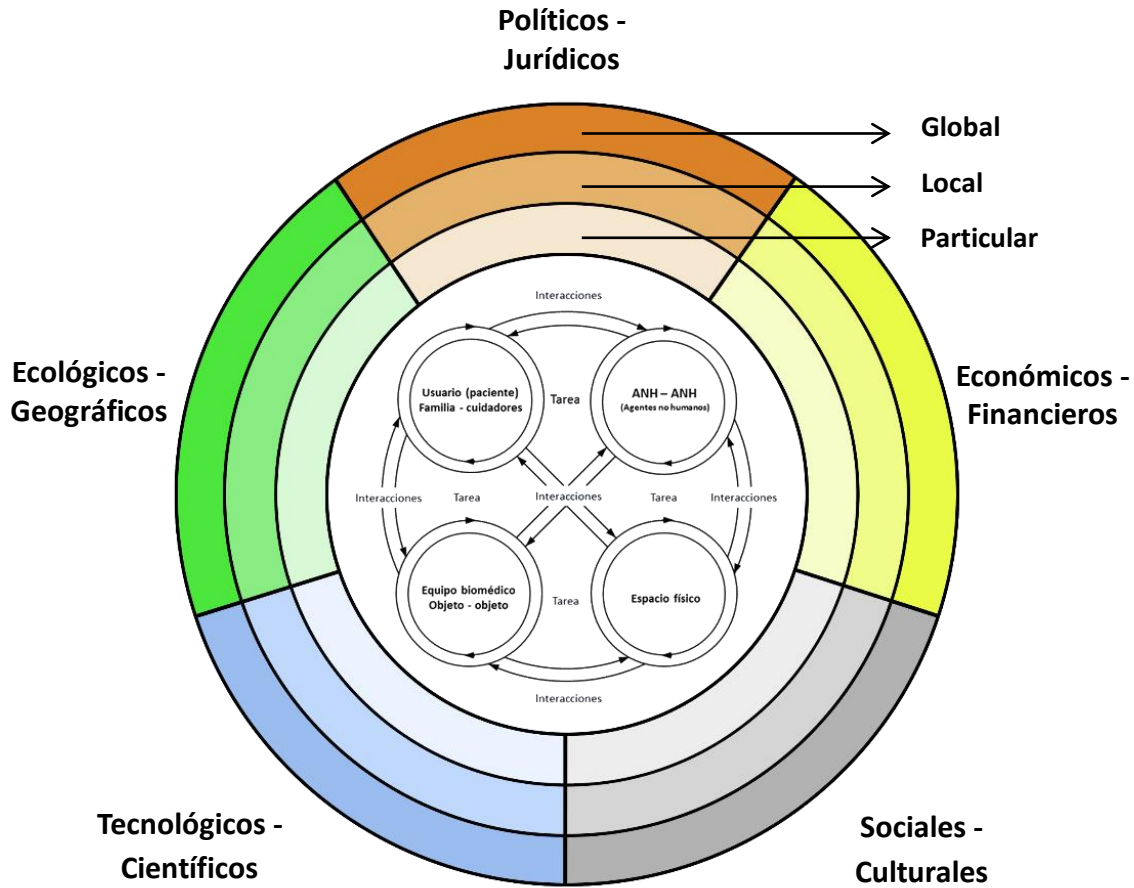 Políticos -
Jurídicos
Global
Local
Particular
Interacciones
Ecológicos -
Geográficos
Económicos -
Financieros
Usuario (paciente)
Familia - cuidadores
Tarea
ANH – ANH
(Agentes no humanos)
Interacciones
Tarea
Interacciones
Tarea
Interacciones
Equipo biomédico
Objeto - objeto
Tarea
Espacio físico
Interacciones
Tecnológicos -
Científicos
Sociales -
Culturales